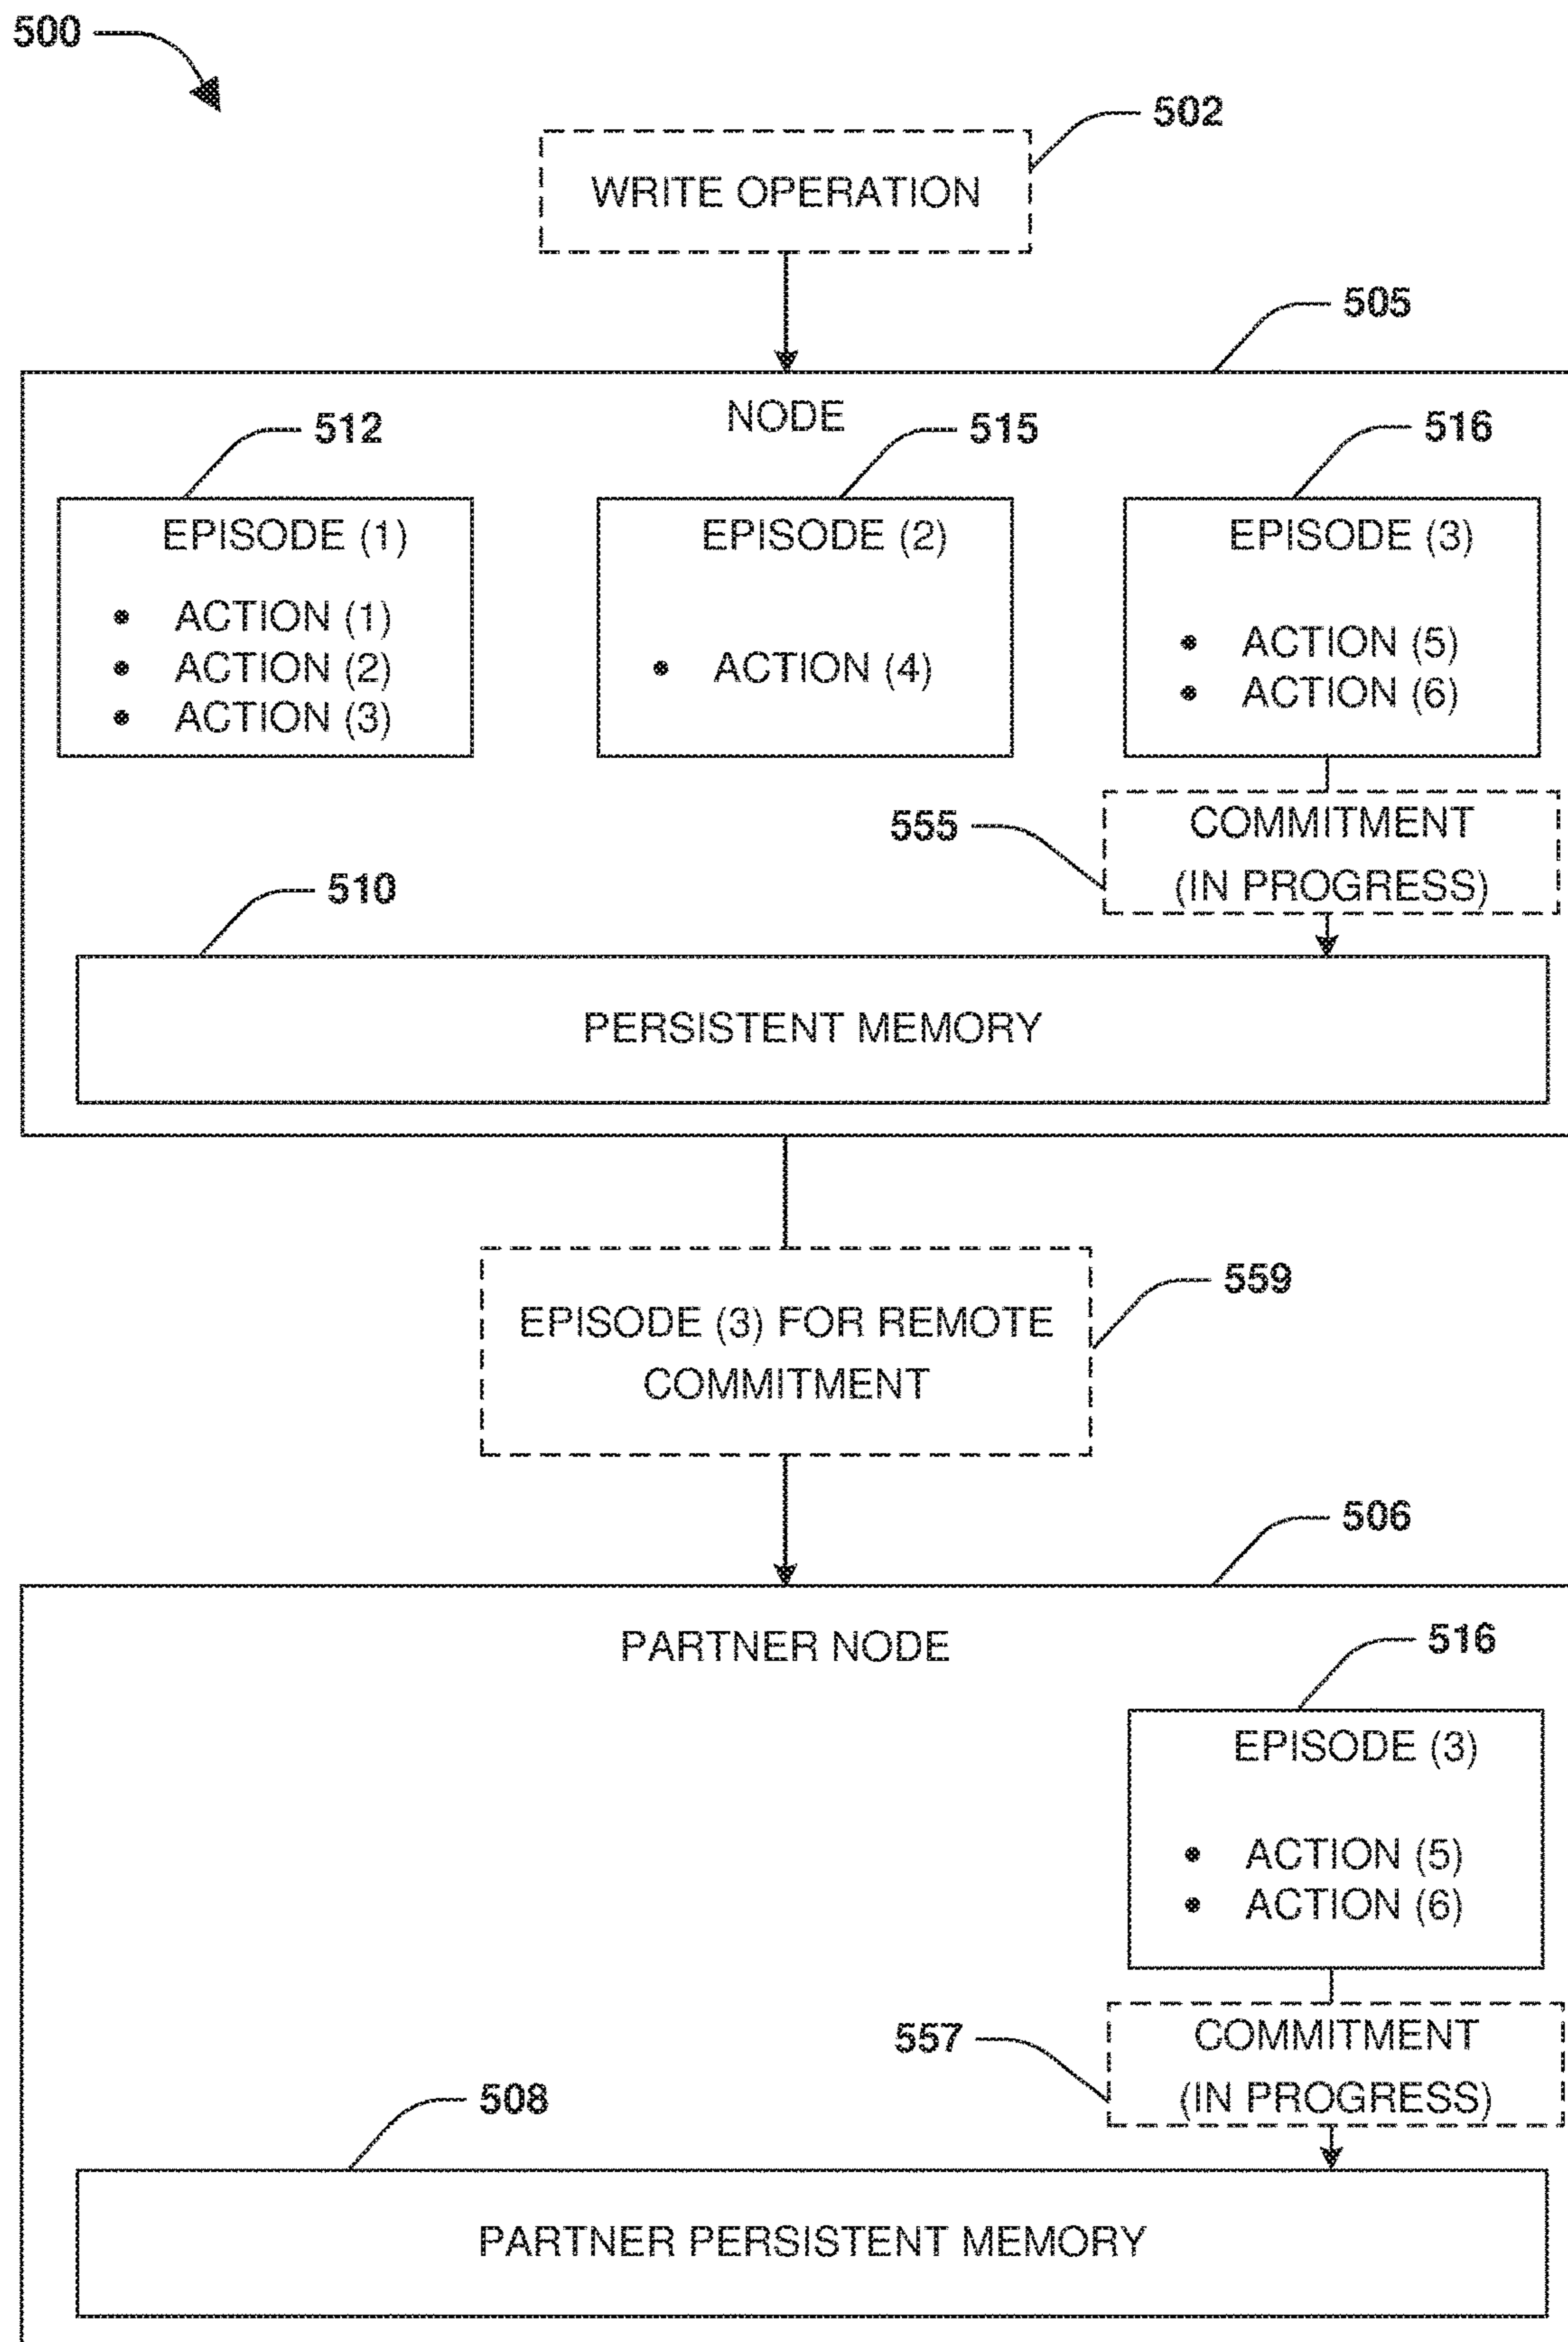 500
502
WRITE OPERATION
505
NODE
512
515
516
EPISODE (1)
• ACTION (1)
• ACTION (2)
• ACTION (3)
EPISODE (2)
• ACTION (4)
EPISODE (3)
• ACTION (5)
• ACTION (6)
555
COMMITMENT
(IN PROGRESS)
510
PERSISTENT MEMORY
559
EPISODE (3) FOR REMOTE
COMMITMENT
506
PARTNER NODE
516
EPISODE (3)
• ACTION (5)
• ACTION (6)
557
COMMITMENT
(IN PROGRESS)
508
PARTNER PERSISTENT MEMORY